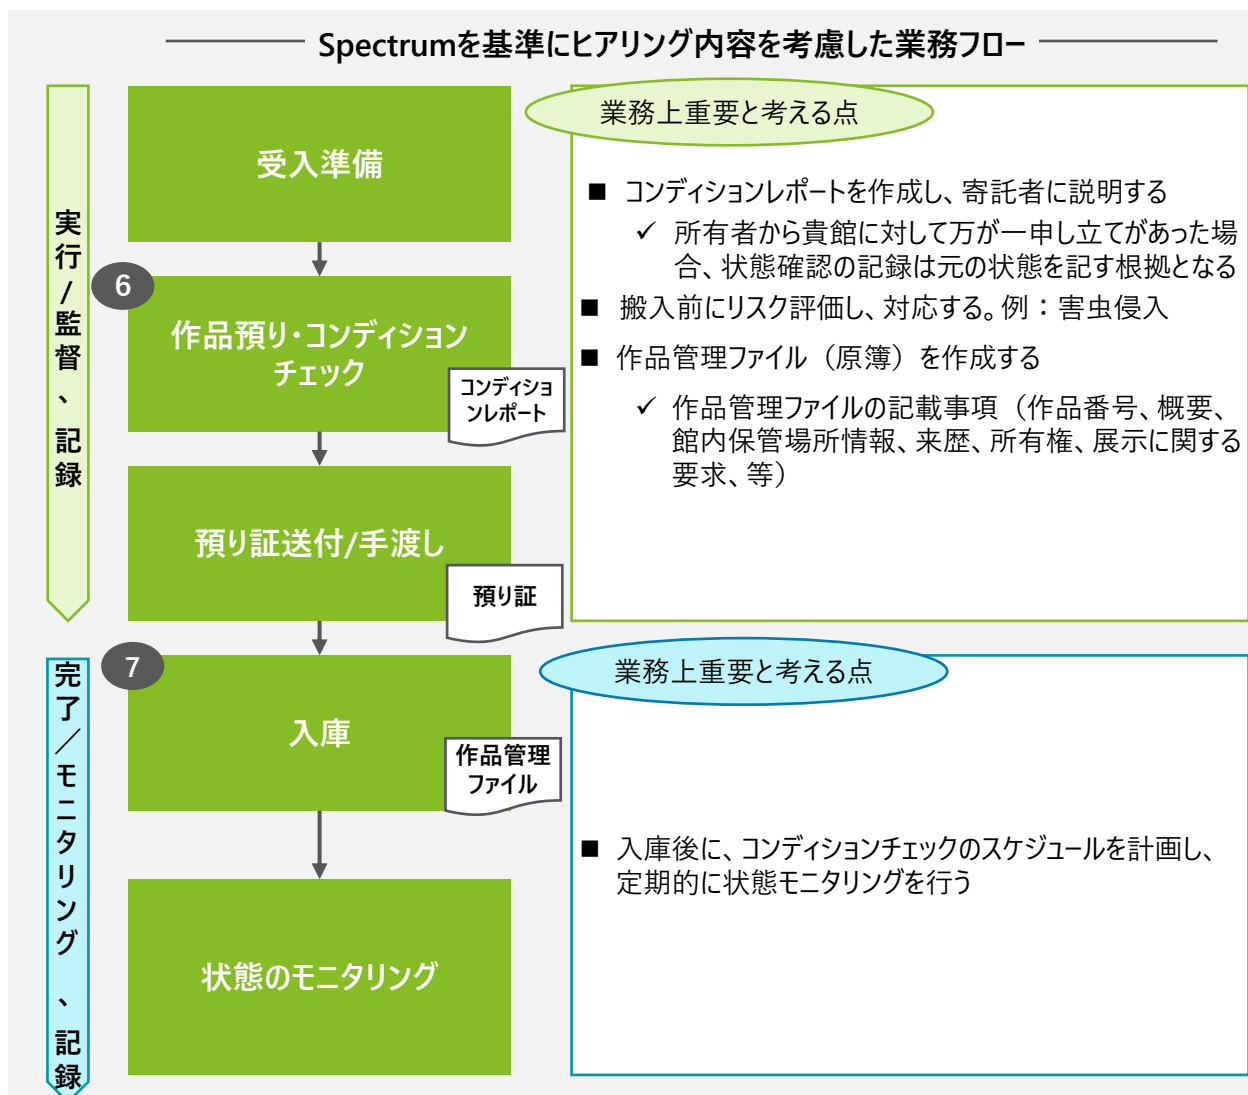 Spectrumを基準にヒアリング内容を考慮した業務フロー
実行/監督、記録
受入準備
6
作品預り・コンディション
チェック
コンディショ
ンレポート
預り証送付/手渡し
預り証
業務上重要と考える点
■ コンディションレポートを作成し、寄託者に説明する
✓ 所有者から貴館に対して万が一申し立てがあった場
合、状態確認の記録は元の状態を記す根拠となる
■ 搬入前にリスク評価し、対応する。例：害虫侵入
■ 作品管理ファイル（原簿）を作成する
✓ 作品管理ファイルの記載事項（作品番号、概要、
館内保管場所情報、来歴、所有権、展示に関する
要求、等）
完了／モニタリング、記録
7
入庫
作品管理
ファイル
状態のモニタリング
業務上重要と考える点
■ 入庫後に、コンディションチェックのスケジュールを計画し、
定期的に状態モニタリングを行う